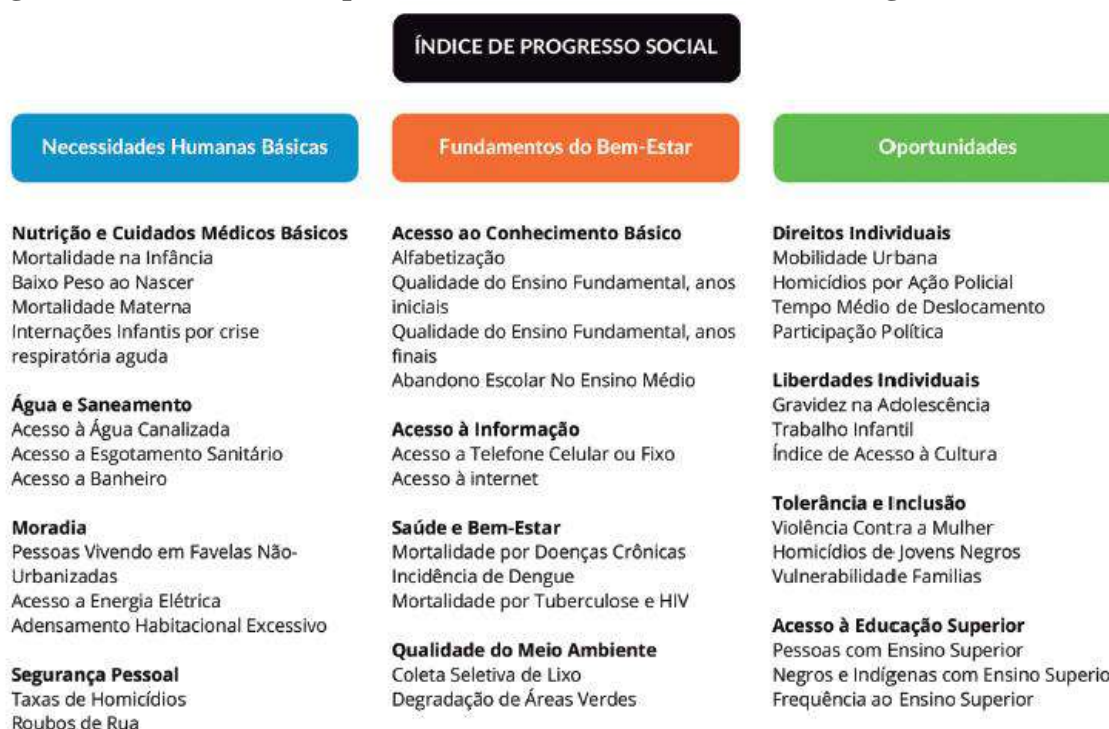 ÍNDICE DE PROGRESSO SOCIAL
Necessidades Humanas Básicas
Nutrição e Cuidados Médicos Básicos
Mortalidade na Infância
Baixo Peso ao Nascer
Mortalidade Materna
Internações Infantis por crise
respiratória aguda
Água e Saneamento
Acesso à Água Canalizada
Acesso a Esgotamento Sanitário
Acesso a Banheiro
Moradia
Pessoas Vivendo em Favelas Não-
Urbanizadas
Acesso a Energia Elétrica
Adensamento Habitacional Excessivo
Segurança Pessoal
Taxas de Homicídios
Roubos de Rua
Fundamentos do Bem-Estar
Acesso ao Conhecimento Básico
Alfabetização
Qualidade do Ensino Fundamental, anos
iniciais
Qualidade do Ensino Fundamental, anos
finais
Abandono Escolar No Ensino Médio
Acesso à Informação
Acesso a Telefone Celular ou Fixo
Acesso à internet
Saúde e Bem-Estar
Mortalidade por Doenças Crônicas
Incidência de Dengue
Mortalidade por Tuberculose e HIV
Qualidade do Meio Ambiente
Coleta Seletiva de Lixo
Degradação de Áreas Verdes
Oportunidades
Direitos Individuais
Mobilidade Urbana
Homicídios por Ação Policial
Tempo Médio de Deslocamento
Participação Política
Liberdades Individuais
Gravidez na Adolescência
Trabalho Infantil
Índice de Acesso à Cultura
Tolerância e Inclusão
Violência Contra a Mulher
Homicídios de Jovens Negros
Vulnerabilidade Familias
Acesso à Educação Superior
Pessoas com Ensino Superior
Negros e Indígenas com Ensino Superio
Frequência ao Ensino Superior